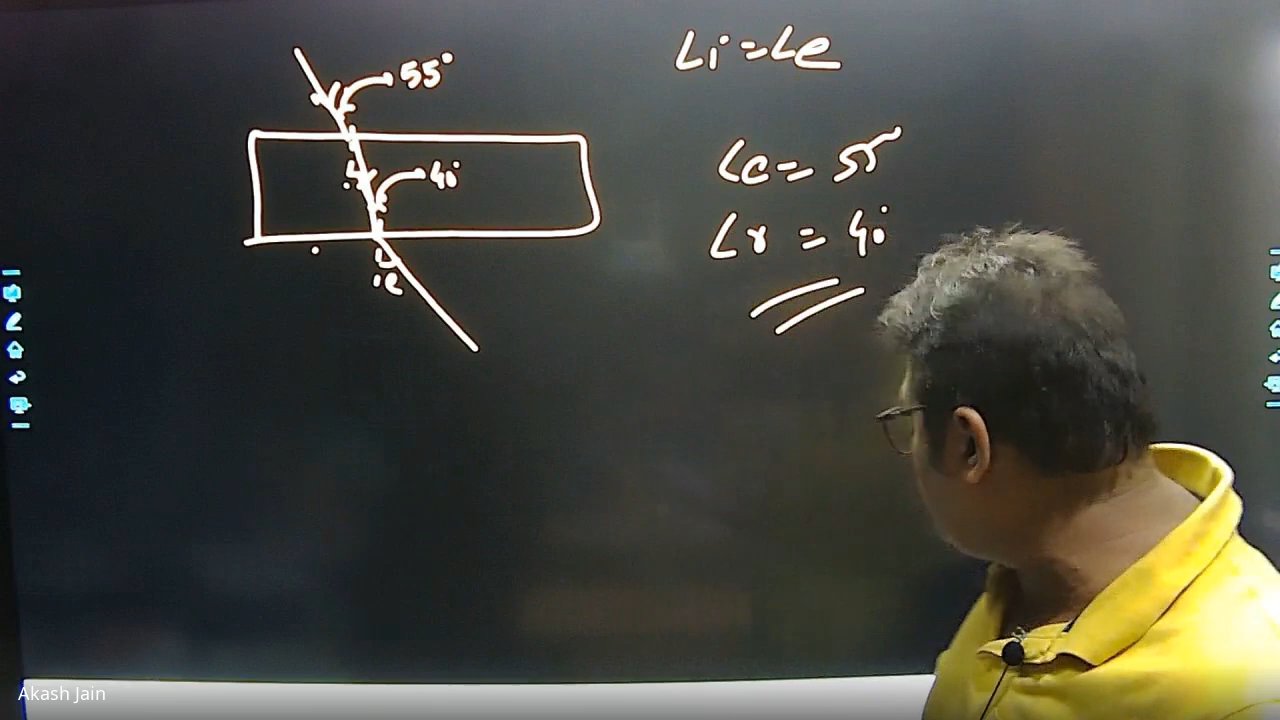 55°
∠i=∠e
∠e = 55°
40°
∠r = 40°
∠e
Akash Jain